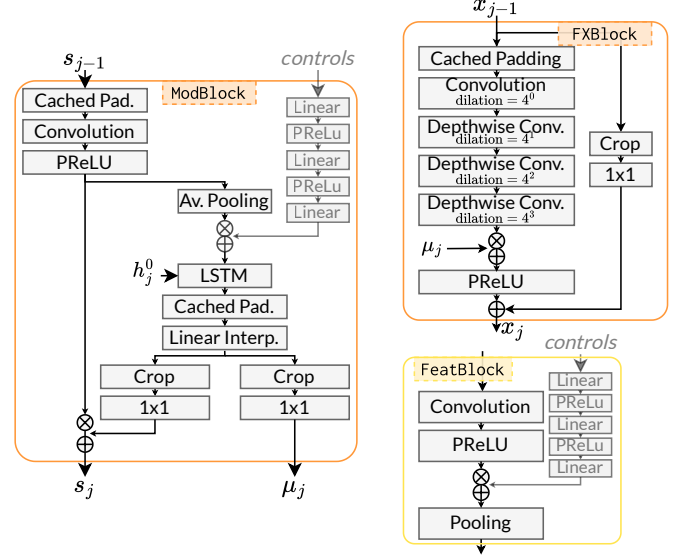 s_{j-1}
controls
ModBlock
Cached Pad.
Convolution
PReLU
Linear
PReLu
Linear
PReLu
Linear
Av. Pooling
h_j^0
LSTM
Cached Pad.
Linear Interp.
Crop
Crop
1x1
1x1
s_j
μ_j
x_{j-1}
FXBlock
Cached Padding
Convolution
dilation = 4^0
Depthwise Conv.
dilation = 4^1
Depthwise Conv.
dilation = 4^2
Depthwise Conv.
dilation = 4^3
Crop
1x1
μ_j
PReLU
x_j
controls
FeatBlock
Convolution
PReLU
Linear
PReLu
Linear
PReLu
Linear
Pooling